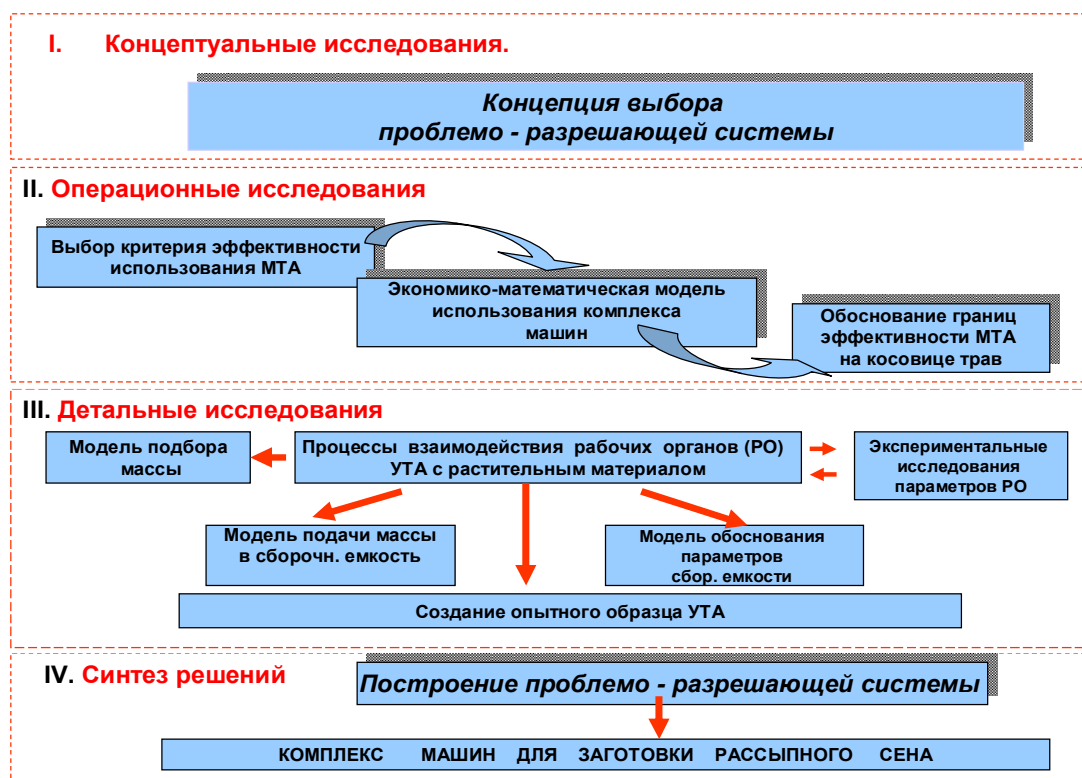 I. Концептуальные исследования.
Концепция выбора
проблемо - разрешающей системы
II. Операционные исследования
Выбор критерия эффективности
использования МТА
Экономико-математическая модель
использования комплекса
машин
Обоснование границ
эффективности МТА
на косовице трав
III. Детальные исследования
Модель подбора
массы
Процессы взаимодействия рабочих органов (РО)
УТА с растительным материалом
Экспериментальные
исследования
параметров РО
Модель подачи массы
в сборочн. емкость
Модель обоснования
параметров
сбор. емкости
Создание опытного образца УТА
IV. Синтез решений
Построение проблемо - разрешающей системы
КОМПЛЕКС МАШИН ДЛЯ ЗАГОТОВКИ РАССЫПНОГО СЕНА